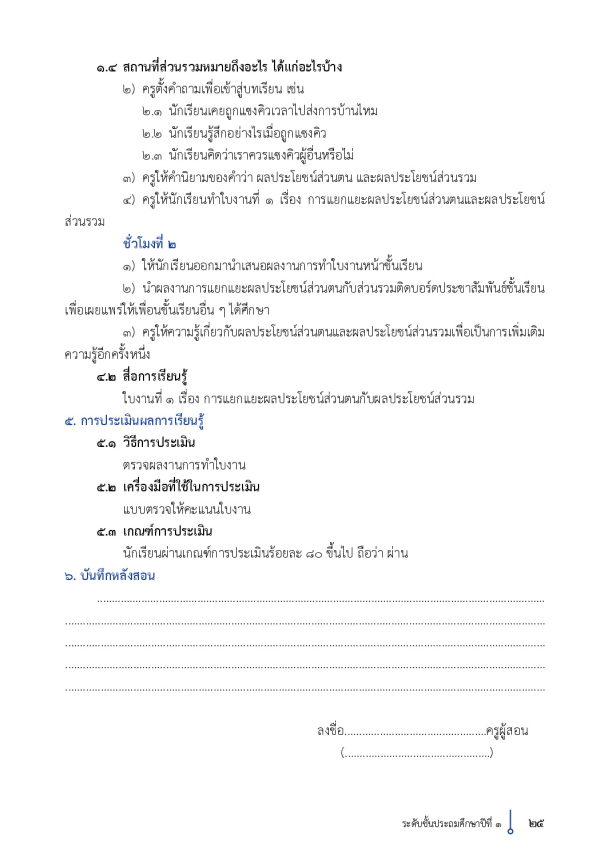 ๑.๔ สถานที่ส่วนรวมหมายถึงอะไร ได้แก่อะไรบ้าง
๒) ครูตั้งคำถามเพื่อเข้าสู่บทเรียน เช่น
๒.๑ นักเรียนเคยถูกแซงคิวเวลาไปส่งการบ้านไหม
๒.๒ นักเรียนรู้สึกอย่างไรเมื่อถูกแซงคิว
๒.๓ นักเรียนคิดว่าเราควรแซงคิวผู้อื่นหรือไม่
๓) ครูให้คำนิยามของคำว่า ผลประโยชน์ส่วนตน และผลประโยชน์ส่วนรวม
๔) ครูให้นักเรียนทำใบงานที่ ๑ เรื่อง การแยกแยะผลประโยชน์ส่วนตนและผลประโยชน์
ส่วนรวม
ชั่วโมงที่ ๒
๑) ให้นักเรียนออกมานำเสนอผลงานการทำใบงานหน้าชั้นเรียน
๒) นำผลงานการแยกแยะผลประโยชน์ส่วนตนกับส่วนรวมติดบอร์ดประชาสัมพันธ์ชั้นเรียน
เพื่อเผยแพร่ให้เพื่อนชั้นเรียนอื่น ๆ ได้ศึกษา
๓) ครูให้ความรู้เกี่ยวกับผลประโยชน์ส่วนตนและผลประโยชน์ส่วนรวมเพื่อเป็นการเพิ่มเติม
ความรู้อีกครั้งหนึ่ง
๔.๒ สื่อการเรียนรู้
ใบงานที่ ๑ เรื่อง การแยกแยะผลประโยชน์ส่วนตนกับผลประโยชน์ส่วนรวม
๕. การประเมินผลการเรียนรู้
๕.๑ วิธีการประเมิน
ตรวจผลงานการทำใบงาน
๕.๒ เครื่องมือที่ใช้ในการประเมิน
แบบตรวจให้คะแนนใบงาน
๕.๓ เกณฑ์การประเมิน
นักเรียนผ่านเกณฑ์การประเมินร้อยละ ๘๐ ขึ้นไป ถือว่า ผ่าน
๖. บันทึกหลังสอน
................................................................................
................................................................................
................................................................................
................................................................................
................................................................................
ลงชื่อ................................................ครูผู้สอน
(.................................................)
ระดับชั้นประถมศึกษาปีที่ ๑ ๒๕